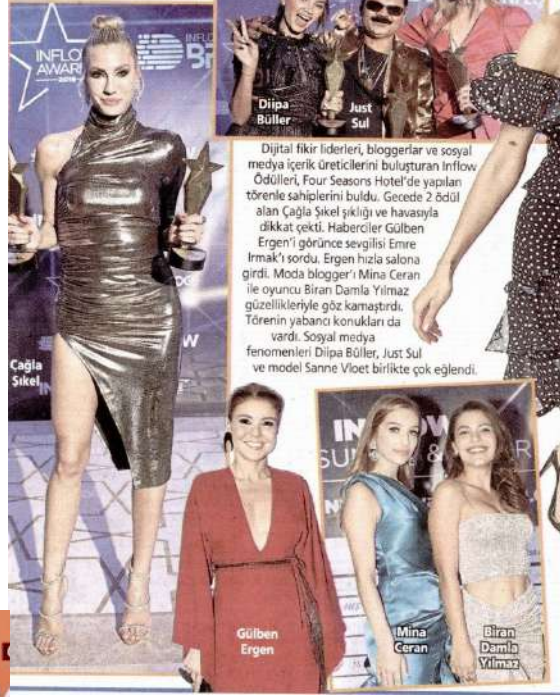 INFLOW
AWARDS
2019
INFLO
Diipa
Büller
Just
Sul
Dijital fikir liderleri, bloggerlar ve sosyal
medya içerik üreticilerini buluşturan Inflow
Ödülleri, Four Seasons Hotel'de yapılan
törenle sahiplerini buldu. Gecede 2 ödül
alan Çağla Şıkel şıklığı ve havasıyla
dikkat çekti. Haberciler Gülben
Ergen'i görünce sevgilisi Emre
Irmak'ı sordu. Ergen hızla salona
girdi. Moda blogger'ı Mina Ceran
ile oyuncu Biran Damla Yılmaz
güzellikleriyle göz kamaştırdı.
Törenin yabancı konukları da
vardı. Sosyal medya
fenomenleri Diipa Büller, Just Sul
ve model Sanne Vloet birlikte çok eğlendi.
Çağla
Şıkel
Gülben
Ergen
Mina
Ceran
Biran
Damla
Yılmaz